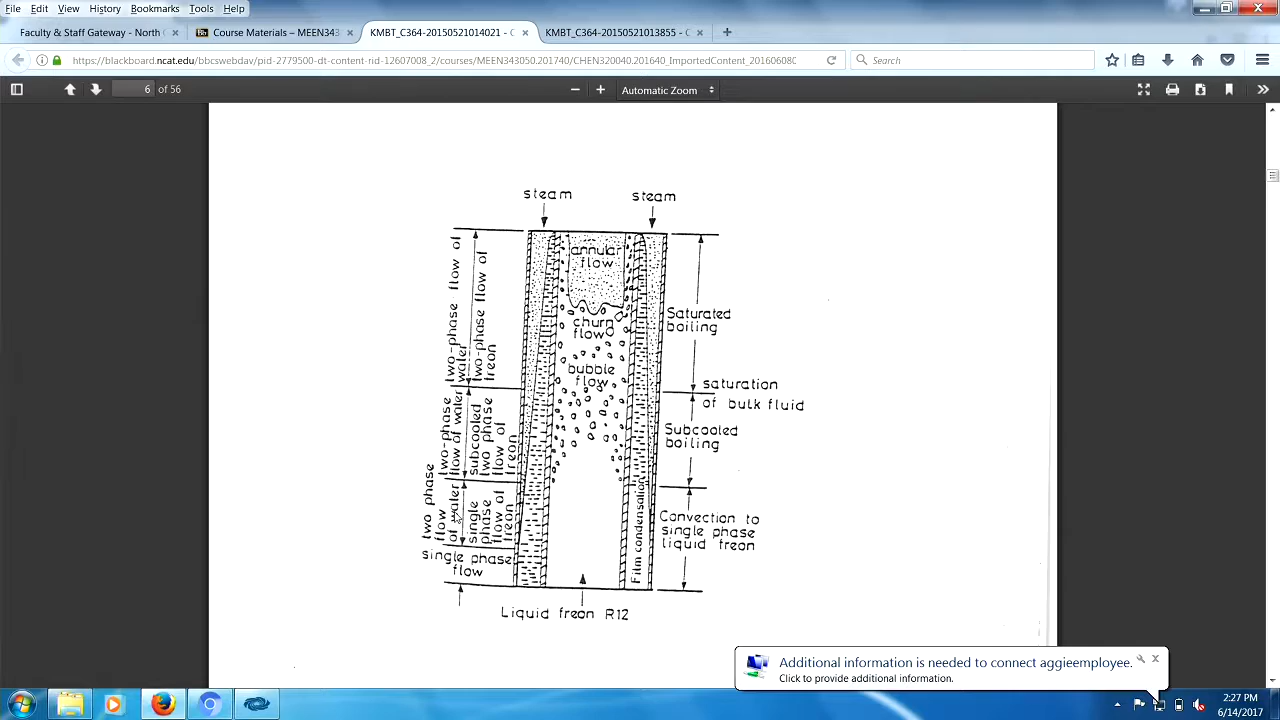 File Edit View History Bookmarks Tools Help
Faculty & Staff Gateway - North C
Course Materials – MEEN343
KMBT_C364-20150521014021 - C
KMBT_C364-20150521013855 - C
https://blackboard.ncat.edu/bbcswebdav/pid-2779500-dt-content-rid-12607008_2/courses/MEEN343050.201740/CHEN320040.201640_ImportedContent_201606080
Search
6 of 56
Automatic Zoom
steam
steam
annular
flow
churn
flow
bubble
flow
two-phase flow of
water
two-phase flow of
freon
two-phase
flow of water
subcooled
two phase
flow of
freon
two phase
flow
of water
single
phase
flow of
freon
single phase
flow
Film condensation
Saturated
boiling
saturation
of bulk fluid
Subcooled
boiling
Convection to
single phase
liquid freon
Liquid freon R12
Additional information is needed to connect aggieemployee.
Click to provide additional information.
2:27 PM
6/14/2017